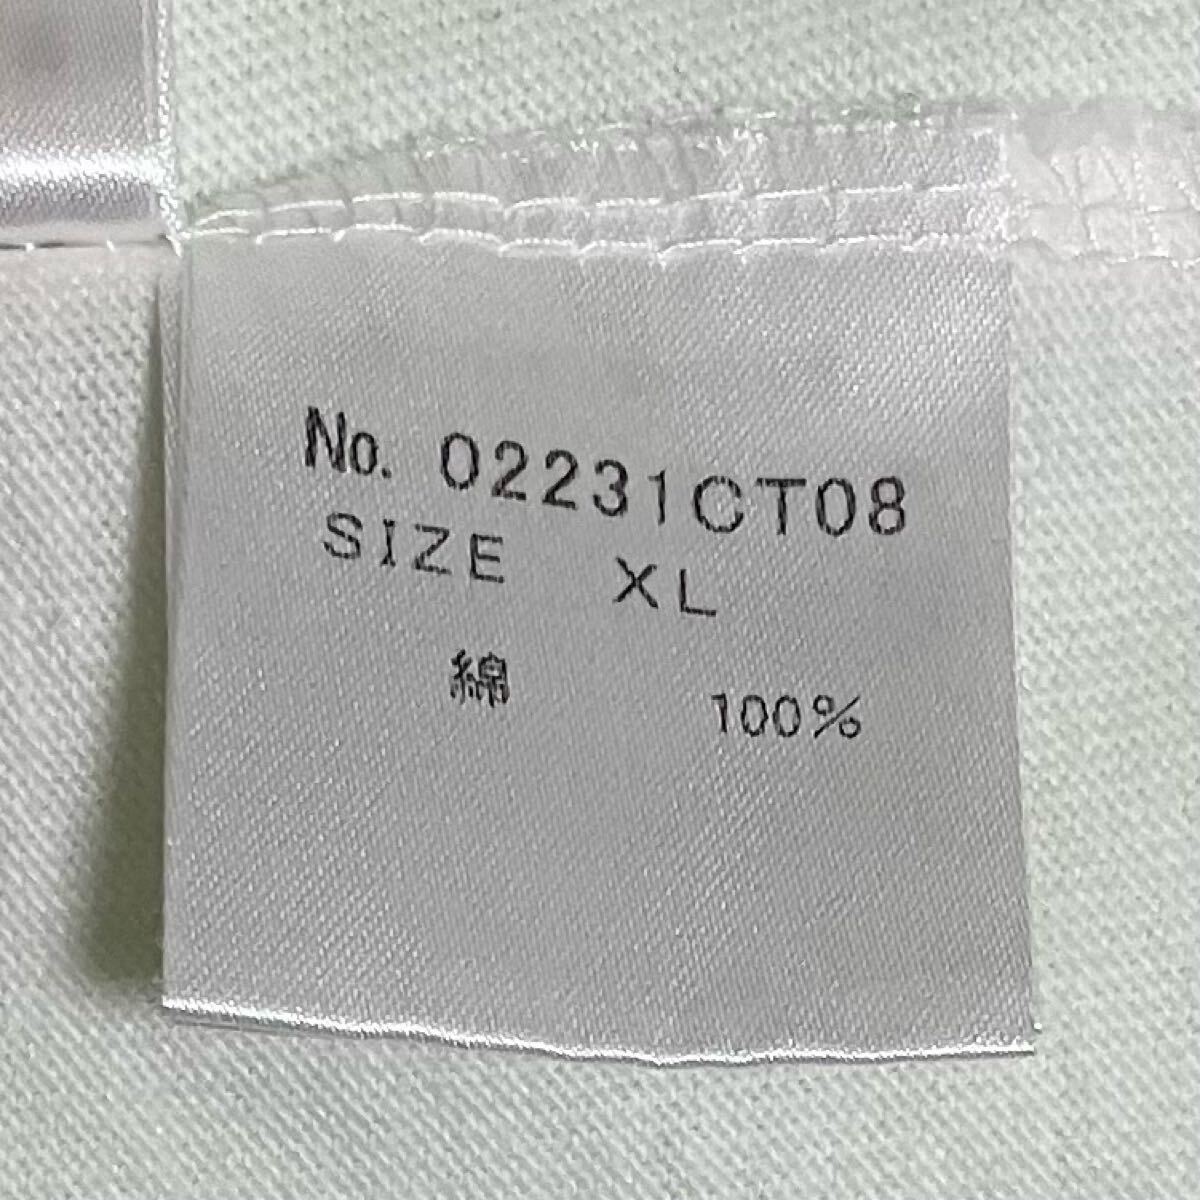 No. 02231CT08
SIZE XL
綿 100%